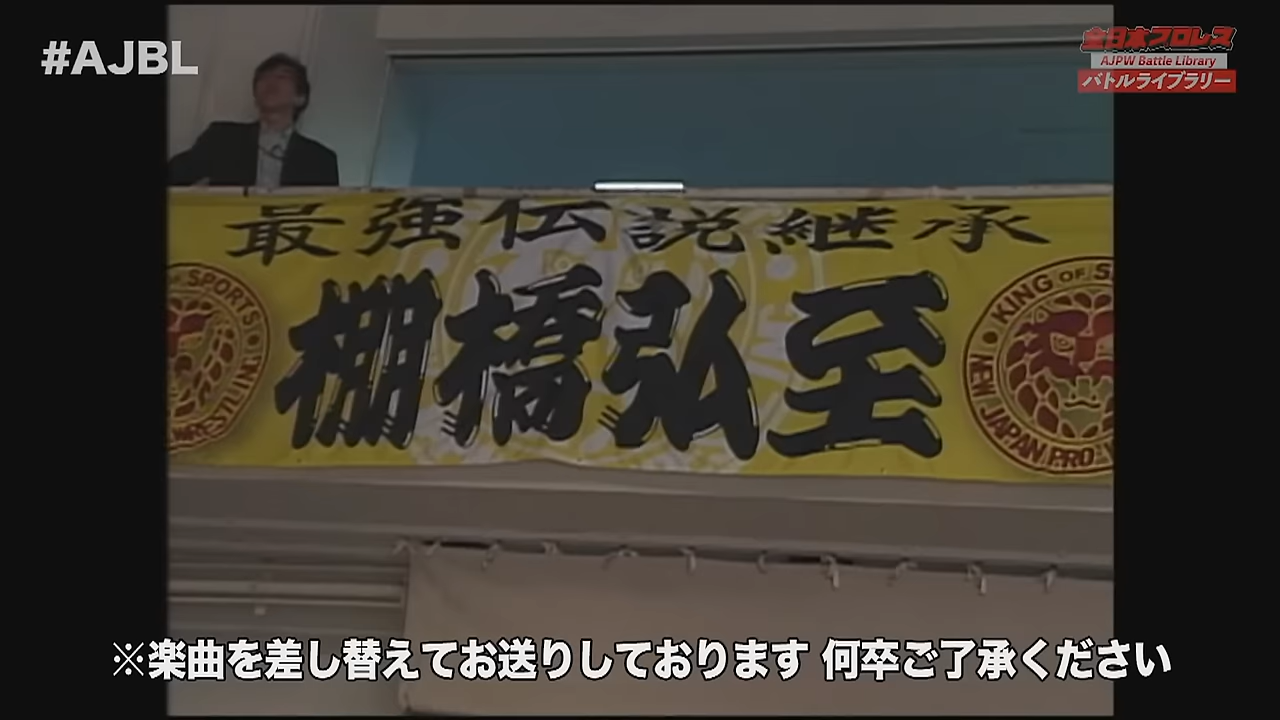 #AJBL
全日本プロレス
AJPW Battle Library
バトルライブラリー
最強伝説継承
棚橋弘至
SPORTS
WRESTLING
KING OF S
NEW JAPAN PRO
※楽曲を差し替えてお送りしております 何卒ご了承ください